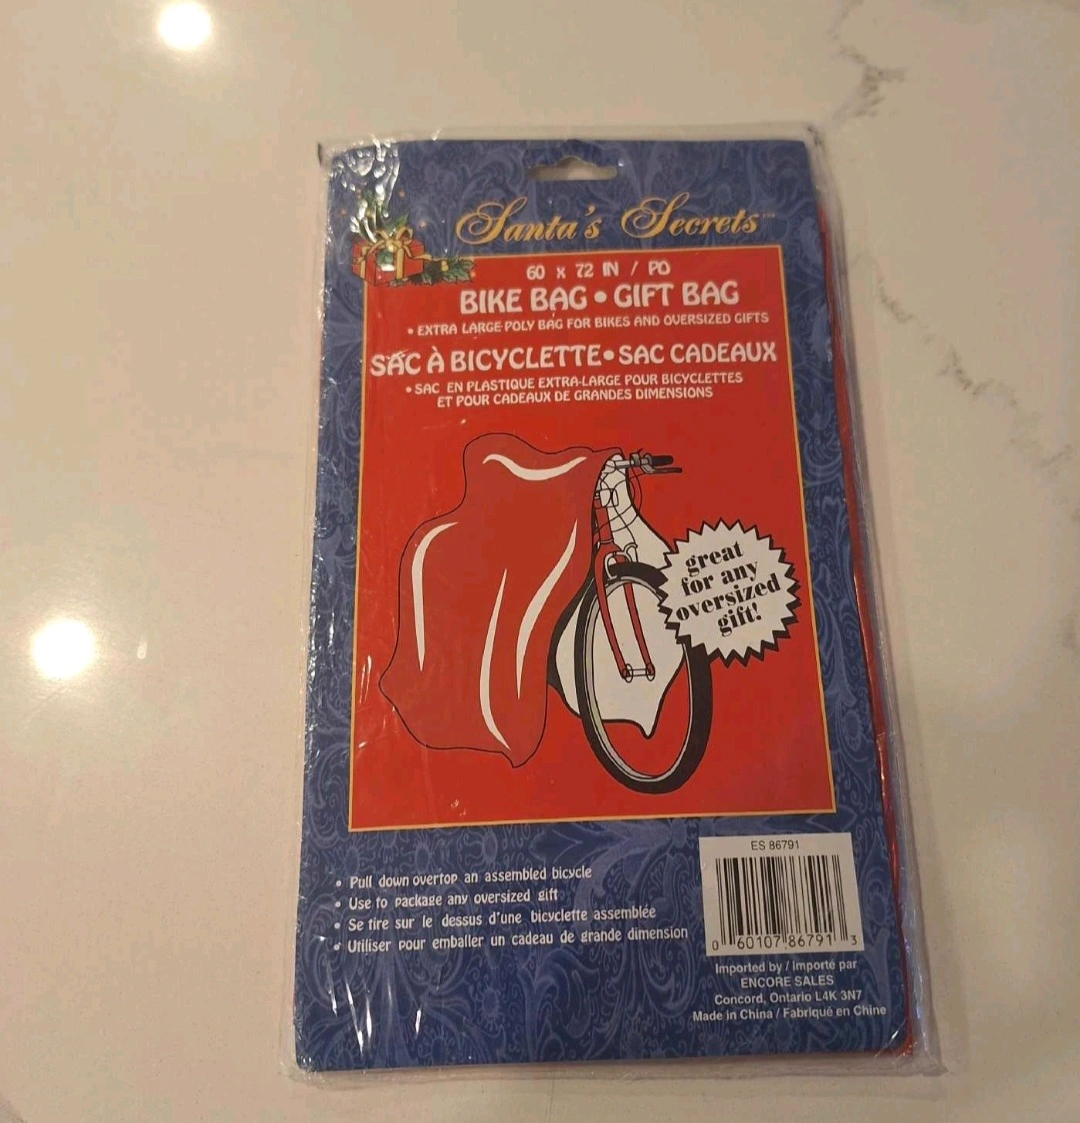 Santa's Secrets™
60 x 72 IN / PO
BIKE BAG • GIFT BAG
• EXTRA LARGE POLY BAG FOR BIKES AND OVERSIZED GIFTS
SAC À BICYCLETTE • SAC CADEAUX
• SAC EN PLASTIQUE EXTRA-LARGE POUR BICYCLETTES
ET POUR CADEAUX DE GRANDES DIMENSIONS
great
for any
oversized
gift!
• Pull down overtop an assembled bicycle
• Use to package any oversized gift
• Se tire sur le dessus d'une bicyclette assemblée
• Utiliser pour emballer un cadeau de grande dimension
ES 86791
0 60107 86791 3
Imported by / Importé par
ENCORE SALES
Concord, Ontario L4K 3N7
Made in China / Fabriqué en Chine